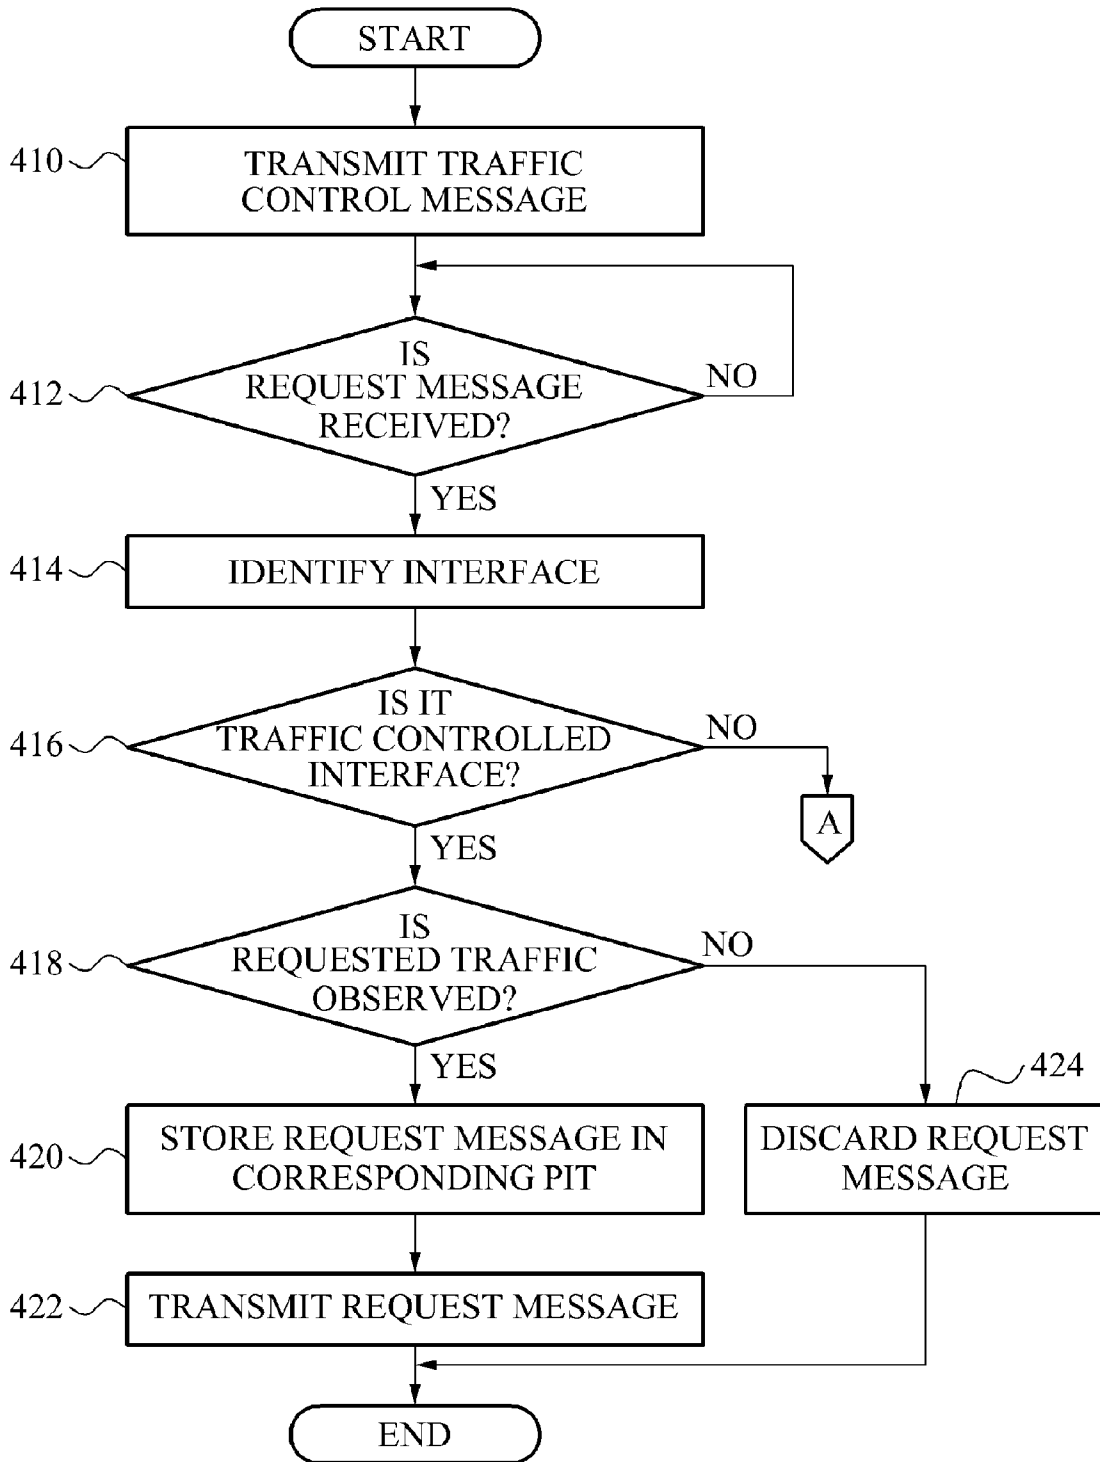 START
410
TRANSMIT TRAFFIC
CONTROL MESSAGE
412
IS
REQUEST MESSAGE
RECEIVED?
NO
YES
414
IDENTIFY INTERFACE
416
IS IT
TRAFFIC CONTROLLED
INTERFACE?
NO
A
YES
418
IS
REQUESTED TRAFFIC
OBSERVED?
NO
YES
424
420
STORE REQUEST MESSAGE IN
CORRESPONDING PIT
DISCARD REQUEST
MESSAGE
422
TRANSMIT REQUEST MESSAGE
END